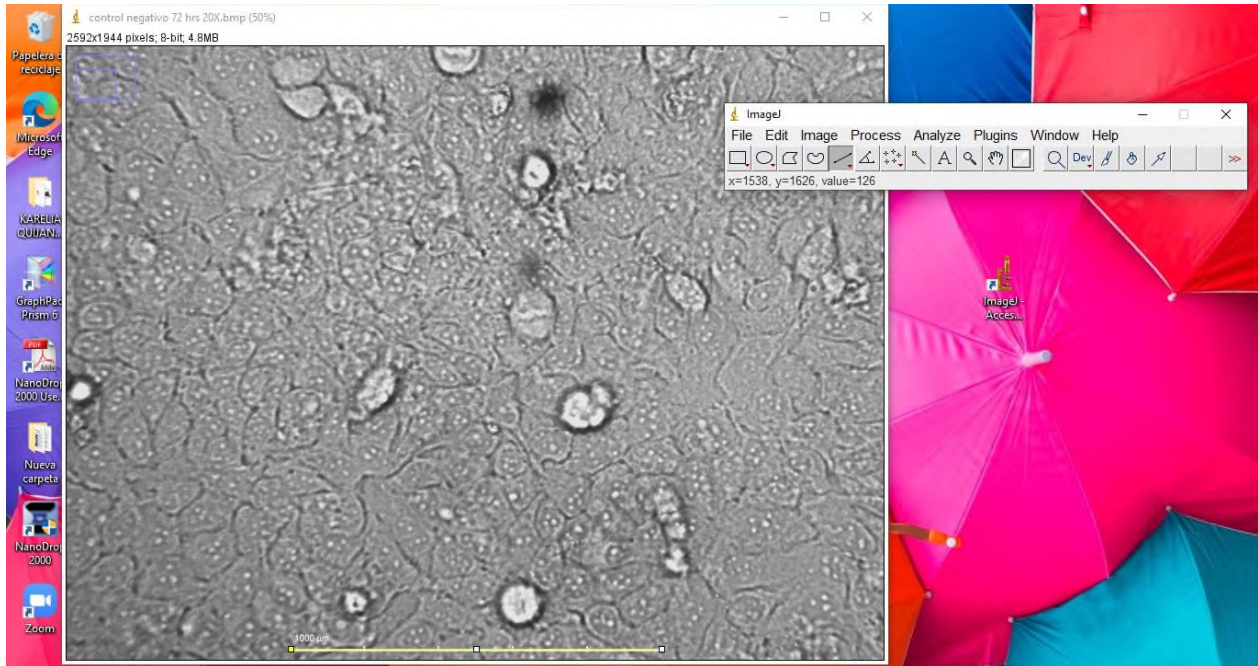 Papelera d
reciclaje
Microsoft
Edge
KARELIA
QUIJAN...
GraphPad
Prism 6
PDF
Adobe
NanoDrop
2000 Use...
Nueva
carpeta
NanoDrop
2000
Zoom
control negativo 72 hrs 20X.bmp (50%)
2592x1944 pixels; 8-bit; 4.8MB
1000 µm
ImageJ
File Edit Image Process Analyze Plugins Window Help
A Dev >>
x=1538, y=1626, value=126
ImageJ -
Acces...